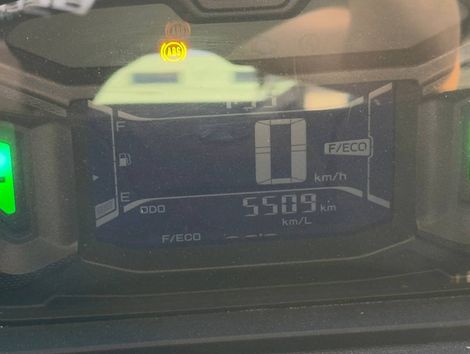 ABS
F
0
F/ECO
km/h
E
ODO 5509 km
km/L
F/ECO --.--